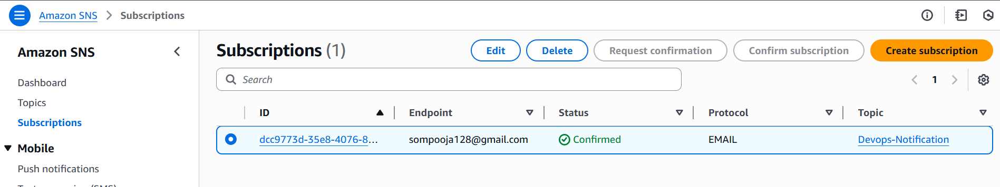 Amazon SNS > Subscriptions
Amazon SNS
Dashboard
Topics
Subscriptions
Mobile
Push notifications
Subscriptions (1)
Edit
Delete
Request confirmation
Confirm subscription
Create subscription
Search
1
ID Endpoint Status Protocol Topic
dcc9773d-35e8-4076-8... sompooja128@gmail.com Confirmed EMAIL Devops-Notification